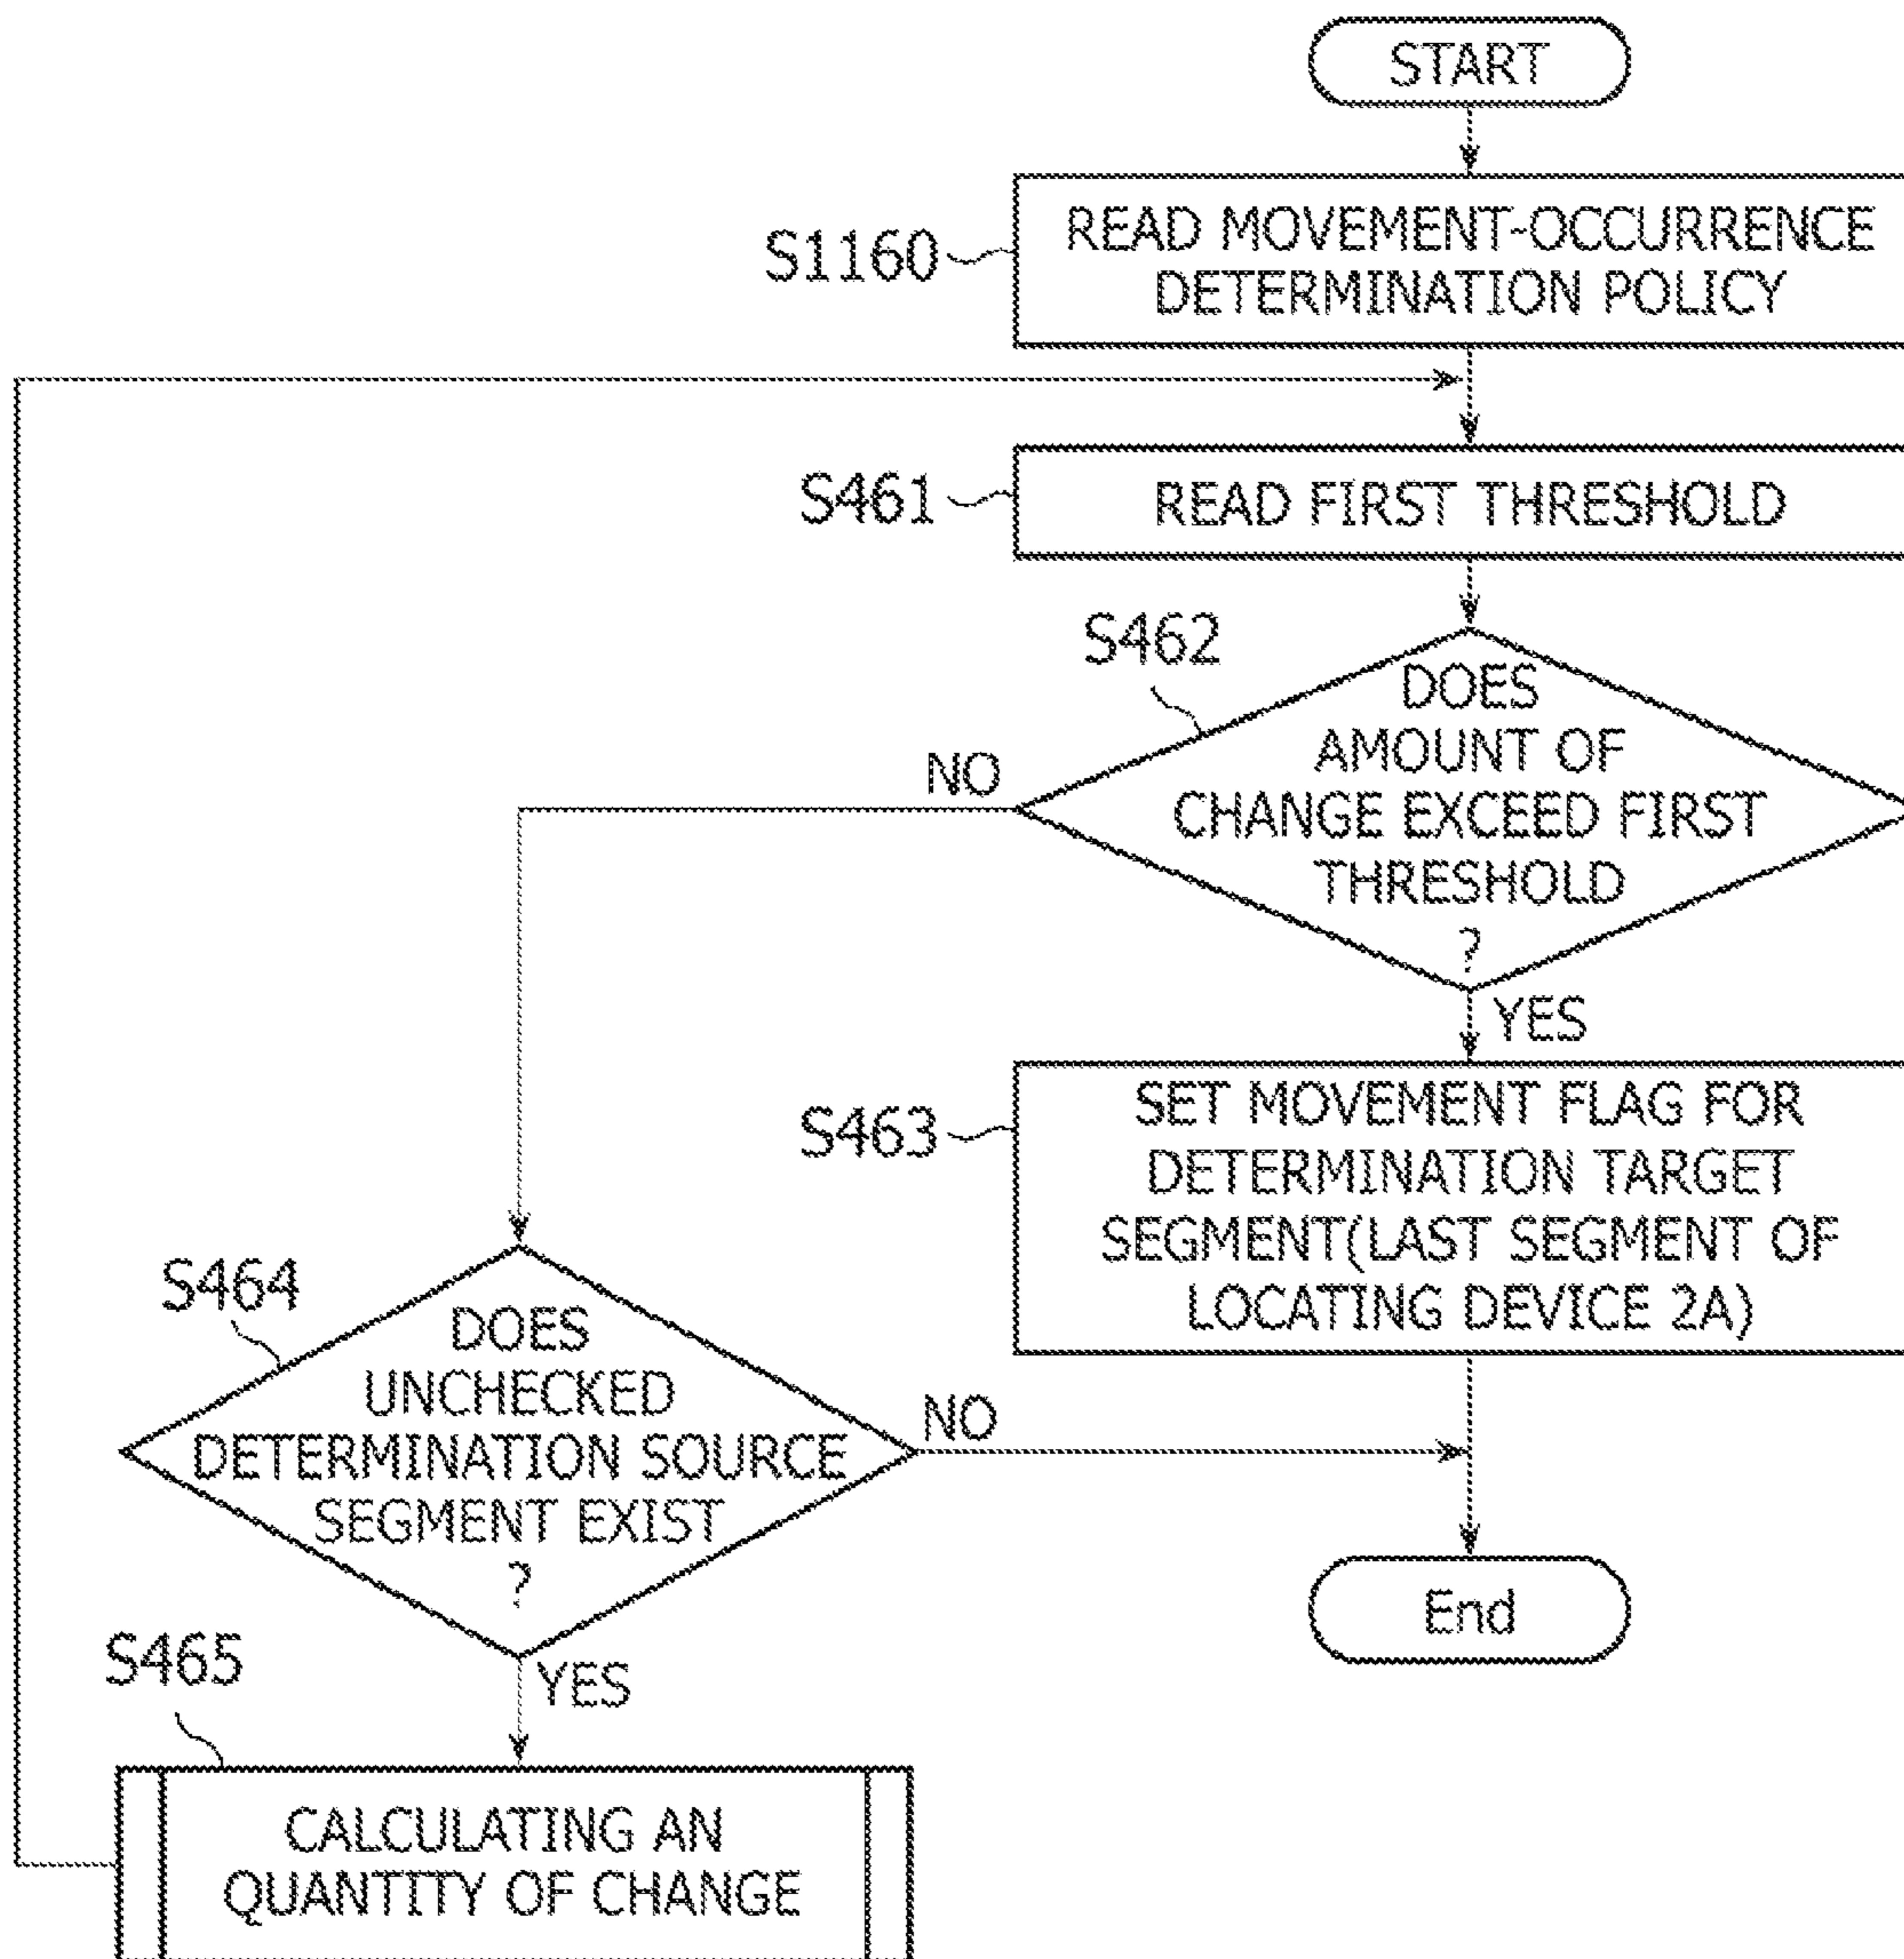 START
S1160
READ MOVEMENT-OCCURRENCE
DETERMINATION POLICY
S461
READ FIRST THRESHOLD
S462
DOES
AMOUNT OF
CHANGE EXCEED FIRST
THRESHOLD
?
NO
YES
S463
SET MOVEMENT FLAG FOR
DETERMINATION TARGET
SEGMENT(LAST SEGMENT OF
LOCATING DEVICE 2A)
S464
DOES
UNCHECKED
DETERMINATION SOURCE
SEGMENT EXIST
?
NO
YES
End
S465
CALCULATING AN
QUANTITY OF CHANGE